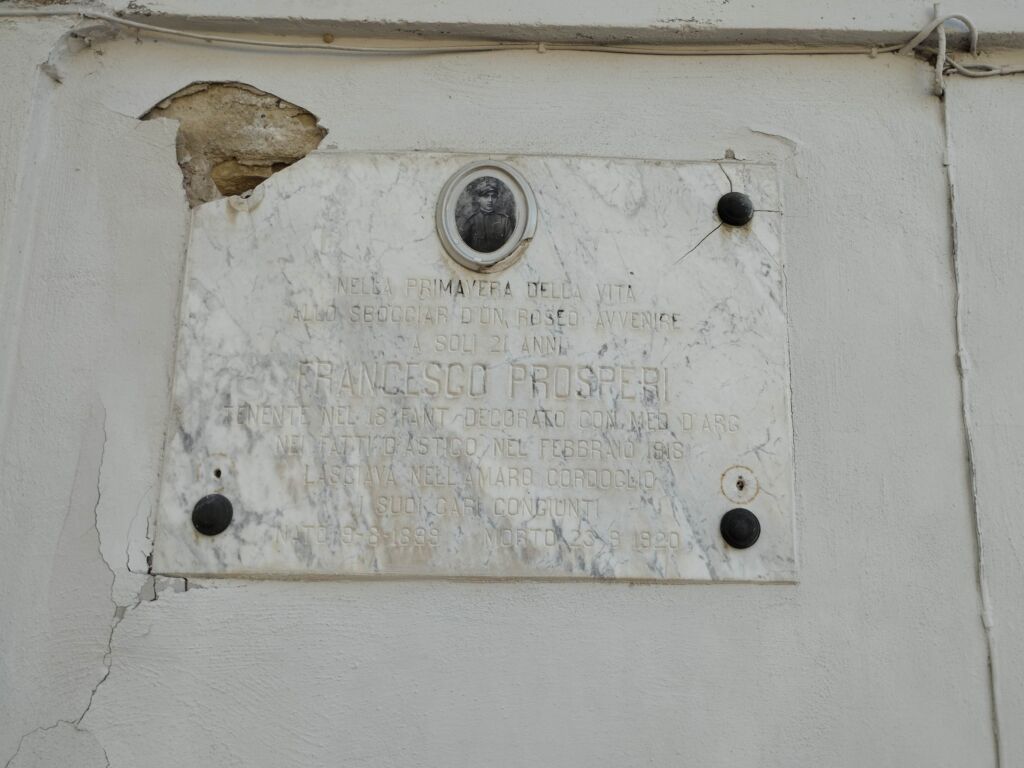 NELLA PRIMAVERA DELLA VITA
ALLO SBOCCIAR D'UN ROSEO AVVENIRE
A SOLI 21 ANNI
FRANCESCO PROSPERI
TENENTE NEL 18 FANT. DECORATO CON MED. D'ARG.
NEI FATTI D'ASTICO NEL FEBBRAIO 1918
LASCIAVA NELL'AMARO CORDOGLIO
I SUOI CARI CONGIUNTI
NATO 9-8-1899 MORTO 23 9 1920